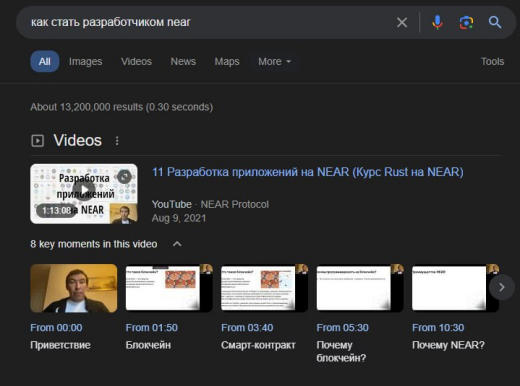 как стать разработчиком near
All Images Videos News Maps More Tools
About 13,200,000 results (0.30 seconds)
Videos
Разработка
приложений
на NEAR
1:13:08
11 Разработка приложений на NEAR (Курс Rust на NEAR)
YouTube · NEAR Protocol
Aug 9, 2021
8 key moments in this video
From 00:00
Приветствие
From 01:50
Блокчейн
From 03:40
Смарт-контракт
From 05:30
Почему
блокчейн?
From 10:30
Почему NEAR?